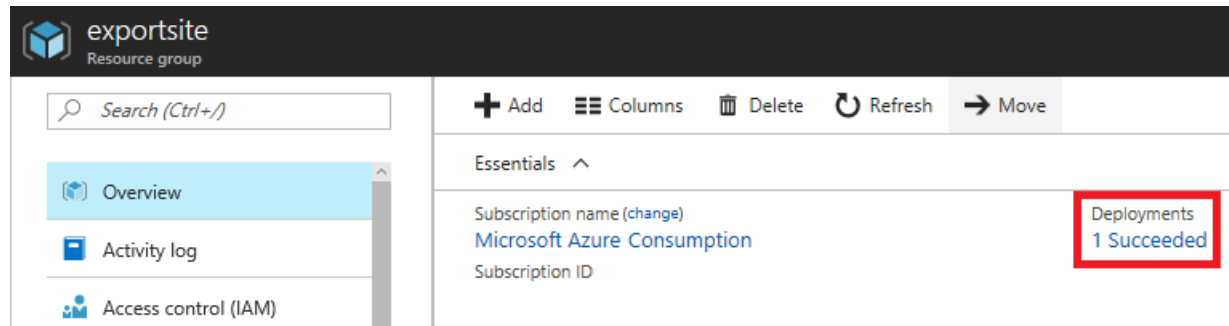 exportsite
Resource group
Search (Ctrl+/)
Overview
Activity log
Access control (IAM)
Add Columns Delete Refresh Move
Essentials
Subscription name (change)
Microsoft Azure Consumption
Subscription ID
Deployments
1 Succeeded